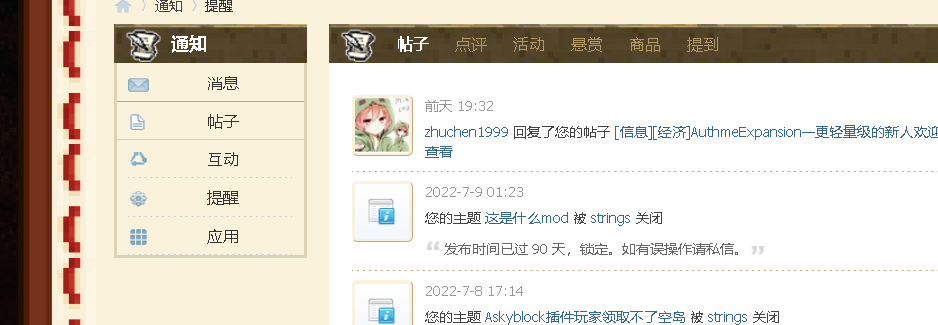 通知 〉 提醒
通知
消息
帖子
互动
提醒
应用
帖子 点评 活动 悬赏 商品 提到
前天 19:32
zhuchen1999 回复了您的帖子 [信息][经济]AuthmeExpansion—更轻量级的新人欢迎
查看
2022-7-9 01:23
您的主题 这是什么mod 被 strings 关闭
“ 发布时间已过 90 天，锁定。如有误操作请私信。 ”
2022-7-8 17:14
您的主题 Askyblock插件玩家领取不了空岛 被 strings 关闭